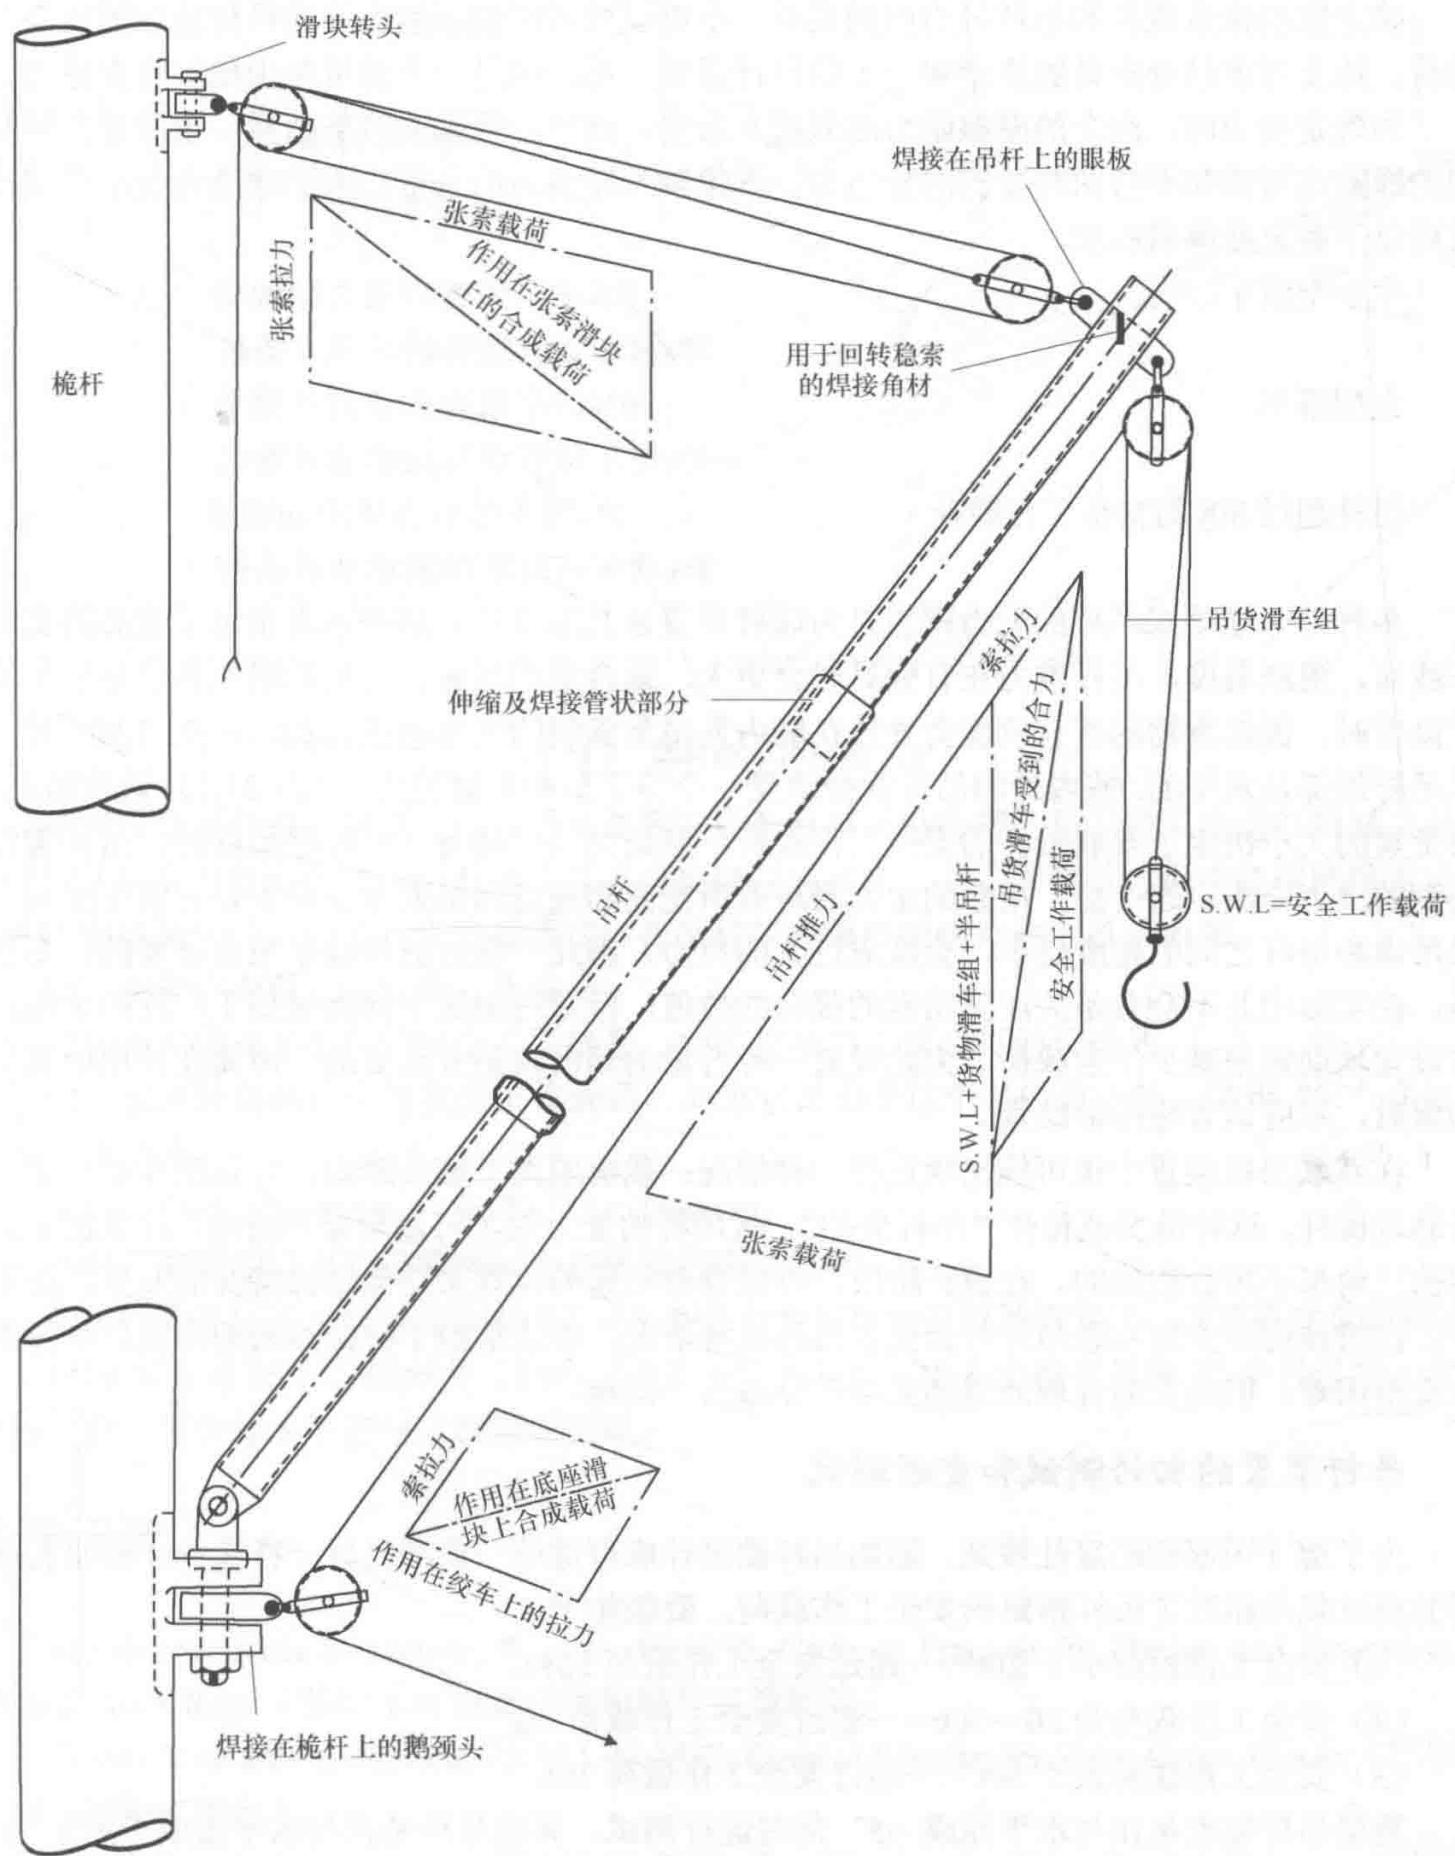 滑块转头
焊接在吊杆上的眼板
张索载荷
张索拉力
作用在张索滑块
上的合成载荷
桅杆
用于回转稳索
的焊接角材
吊货滑车组
索拉力
伸缩及焊接管状部分
吊货滑车受到的合力
吊杆
安全工作载荷
S.W.L=安全工作载荷
吊杆推力
S.W.L+货物滑车组+半吊杆
张索载荷
索拉力
作用在底座滑
块上合成载荷
作用在绞车上的拉力
焊接在桅杆上的鹅颈头